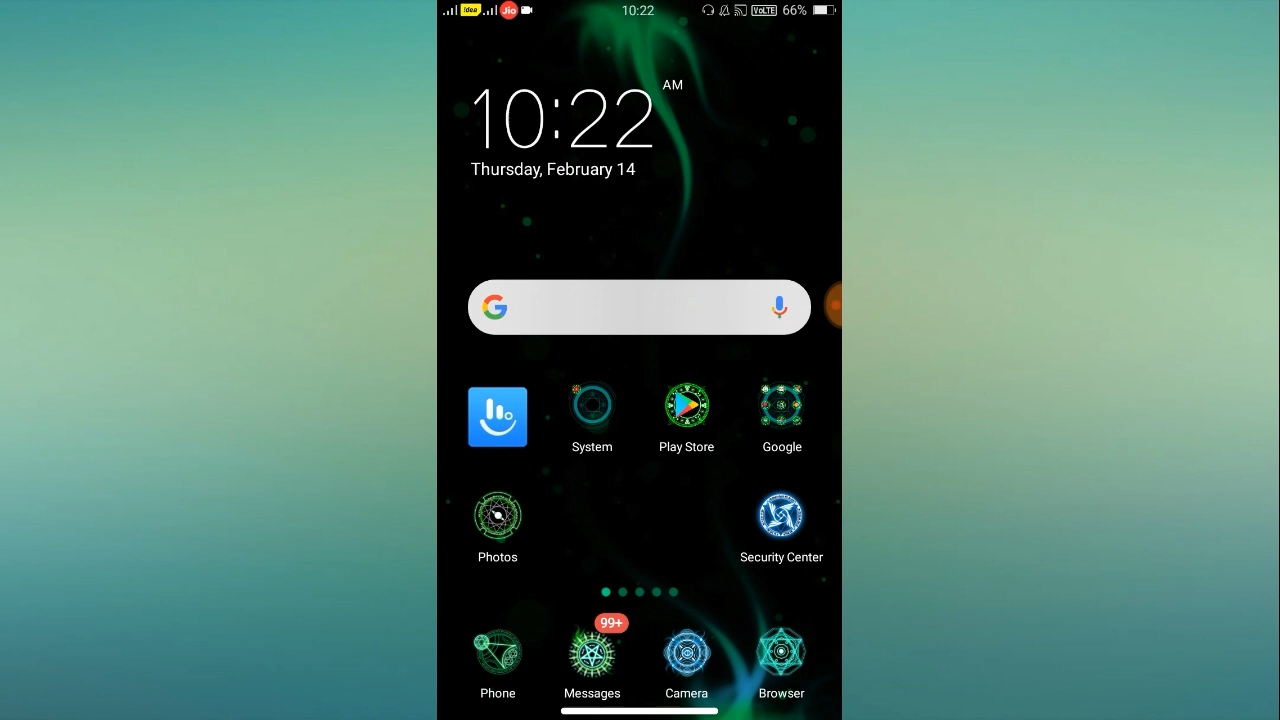 !dea Jio 10:22 VoLTE 66%
10:22 AM
Thursday, February 14
System Play Store Google
Photos Security Center
99+
Phone Messages Camera Browser